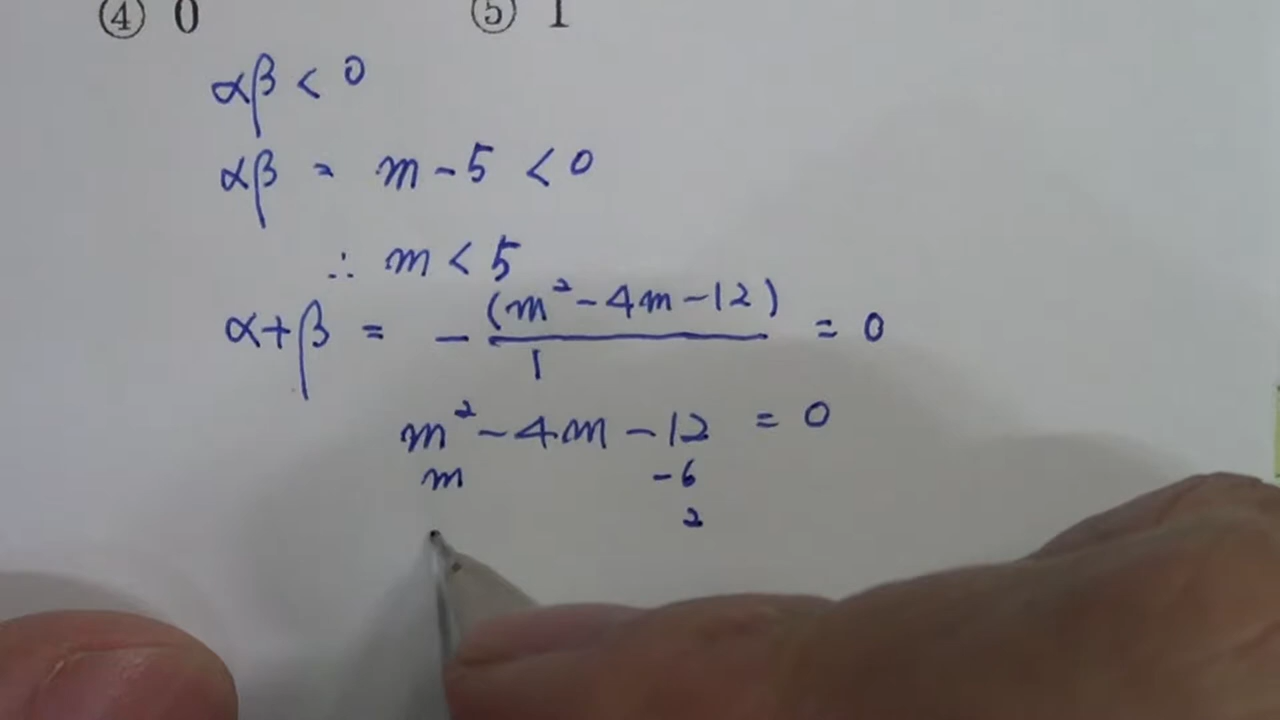 ④ 0 ⑤ 1
αβ < 0
αβ = m - 5 < 0
∴ m < 5
α+β = - (m² - 4m - 12) / 1 = 0
m² - 4m - 12 = 0
m -6
2